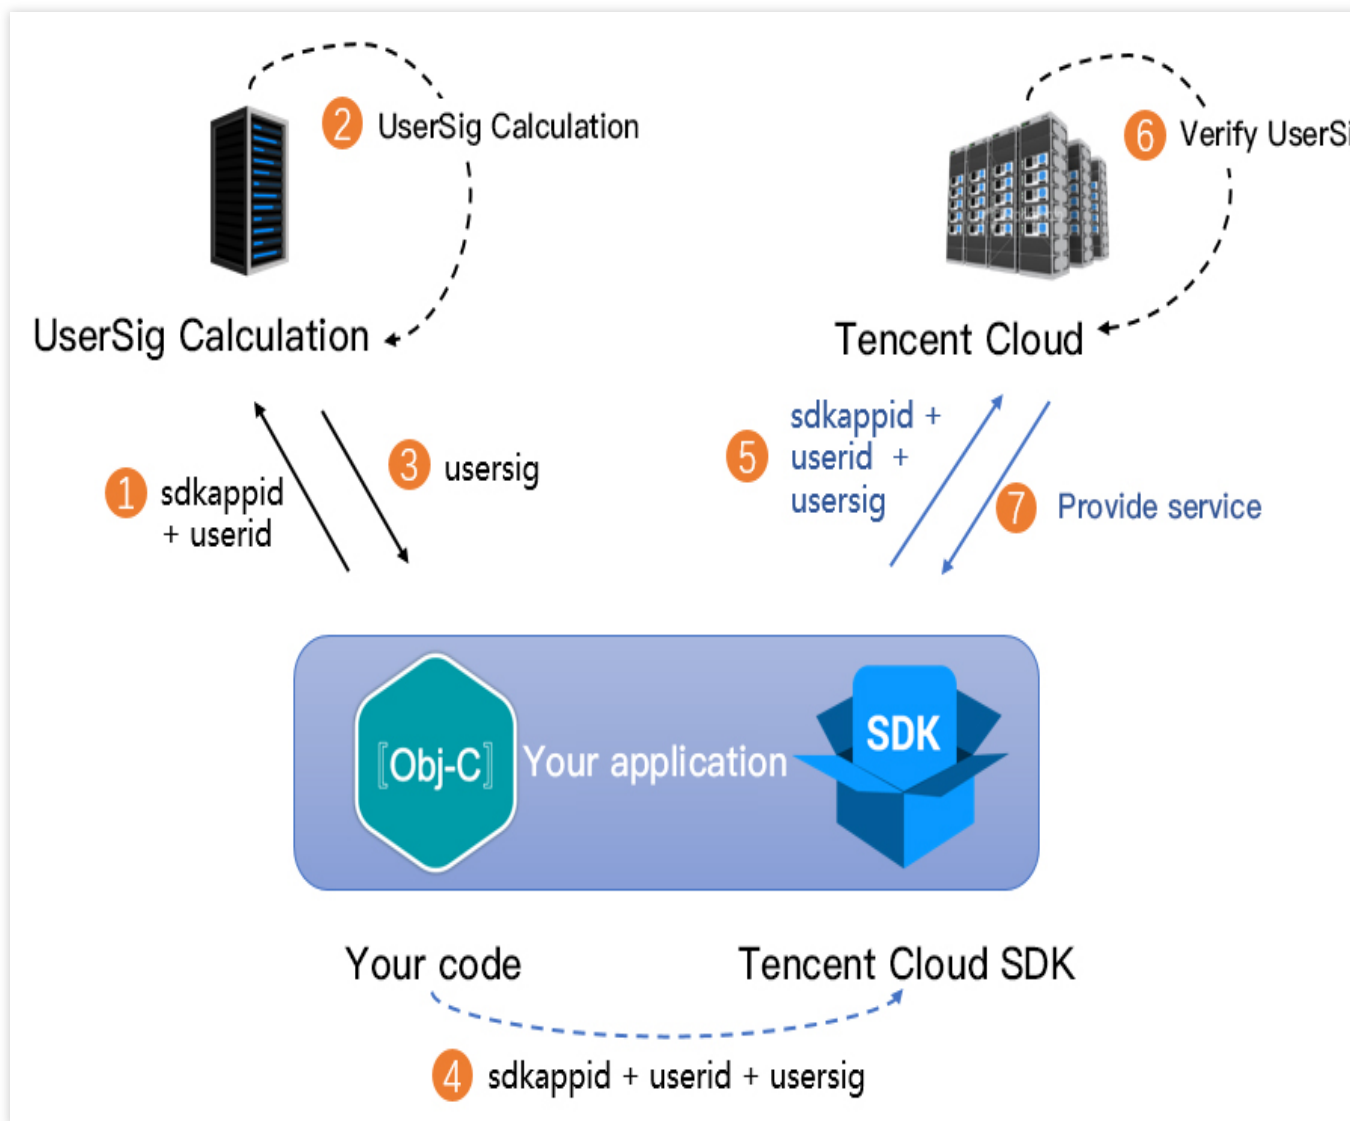 2 UserSig Calculation
6 Verify UserSi
UserSig Calculation
Tencent Cloud
1 sdkappid
+ userid
3 usersig
5 sdkappid +
userid +
usersig
7 Provide service
[Obj-C]
Your application
SDK
Your code
Tencent Cloud SDK
4 sdkappid + userid + usersig